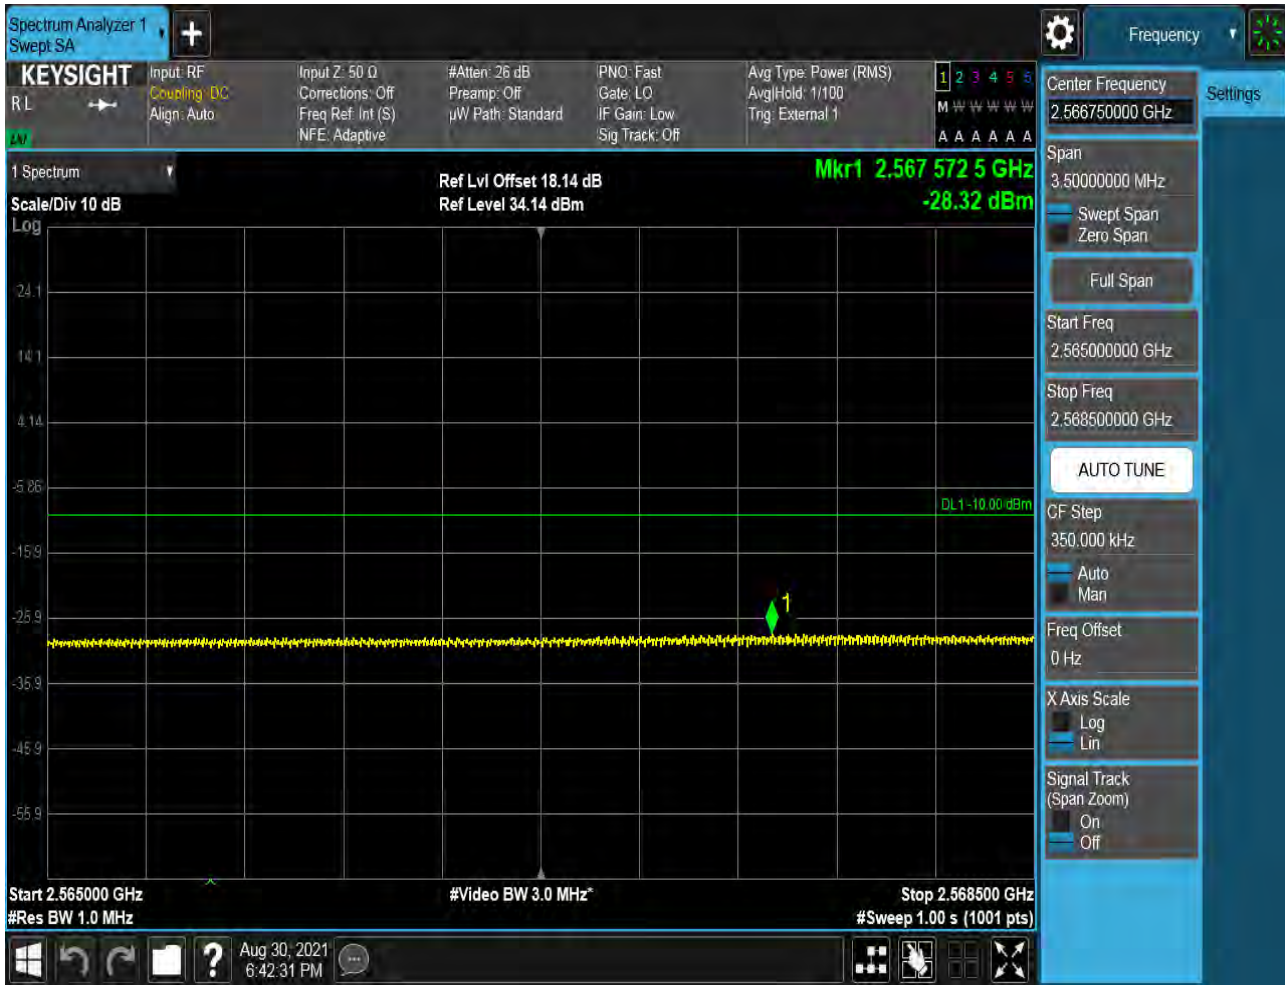 Spectrum Analyzer 1
Swept SA
Frequency
KEYSIGHT
R L
Input: RF
Coupling: DC
Align: Auto
Input Z: 50 Ω
Corrections: Off
Freq Ref: Int (S)
NFE: Adaptive
#Atten: 26 dB
Preamp: Off
µW Path: Standard
PNO: Fast
Gate: LO
IF Gain: Low
Sig Track: Off
Avg Type: Power (RMS)
Avg|Hold: 1/100
Trig: External 1
1 2 3 4 5 6
M W W W W W
A A A A A A
1 Spectrum
Scale/Div 10 dB
Ref Lvl Offset 18.14 dB
Ref Level 34.14 dBm
Mkr1 2.567 572 5 GHz
-28.32 dBm
Log
24.1
14.1
4.14
-5.86
DL1 -10.00 dBm
-15.9
1
-25.9
-35.9
-45.9
-55.9
Start 2.565000 GHz
#Video BW 3.0 MHz*
Stop 2.568500 GHz
#Res BW 1.0 MHz
#Sweep 1.00 s (1001 pts)
Aug 30, 2021
6:42:31 PM
Center Frequency
2.566750000 GHz
Settings
Span
3.50000000 MHz
Swept Span
Zero Span
Full Span
Start Freq
2.565000000 GHz
Stop Freq
2.568500000 GHz
AUTO TUNE
CF Step
350.000 kHz
Auto
Man
Freq Offset
0 Hz
X Axis Scale
Log
Lin
Signal Track
(Span Zoom)
On
Off